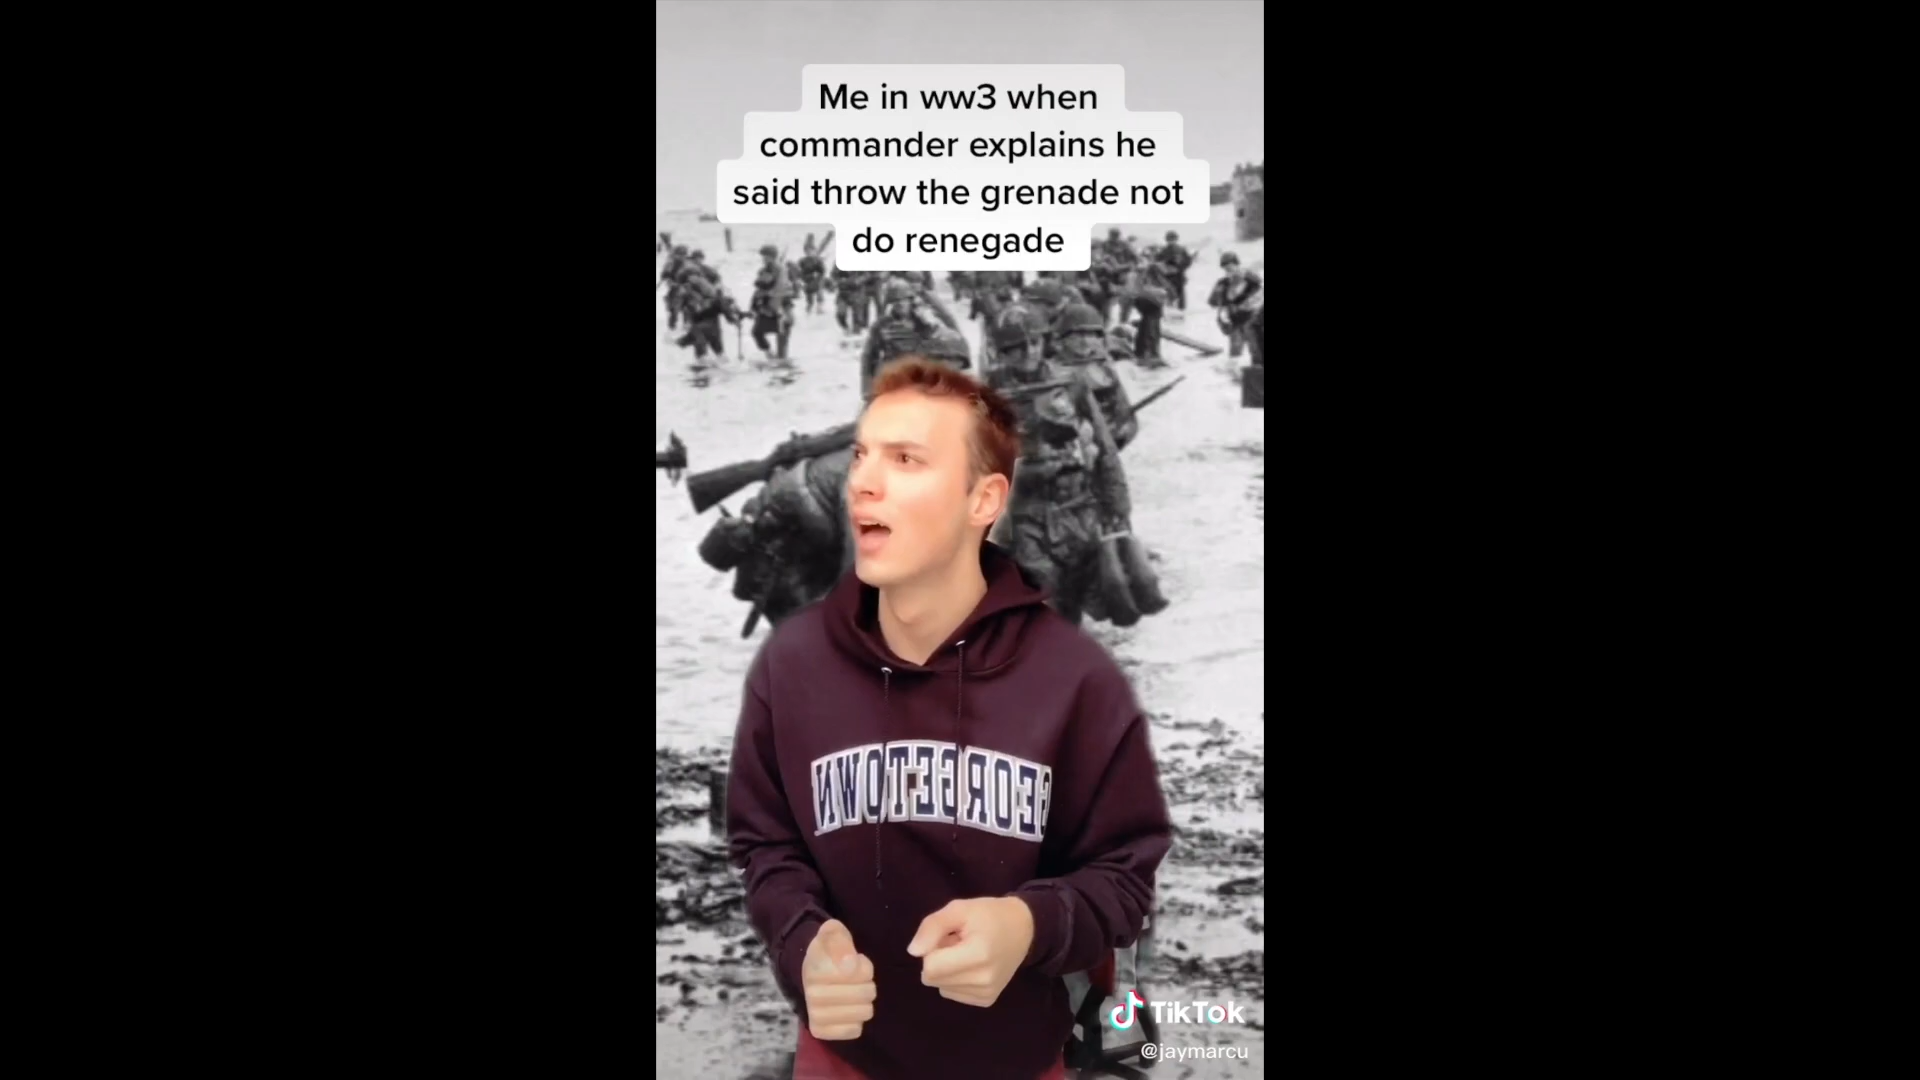 Me in ww3 when
commander explains he
said throw the grenade not
do renegade
GEORGETOWN
TikTok
@jaymarcu